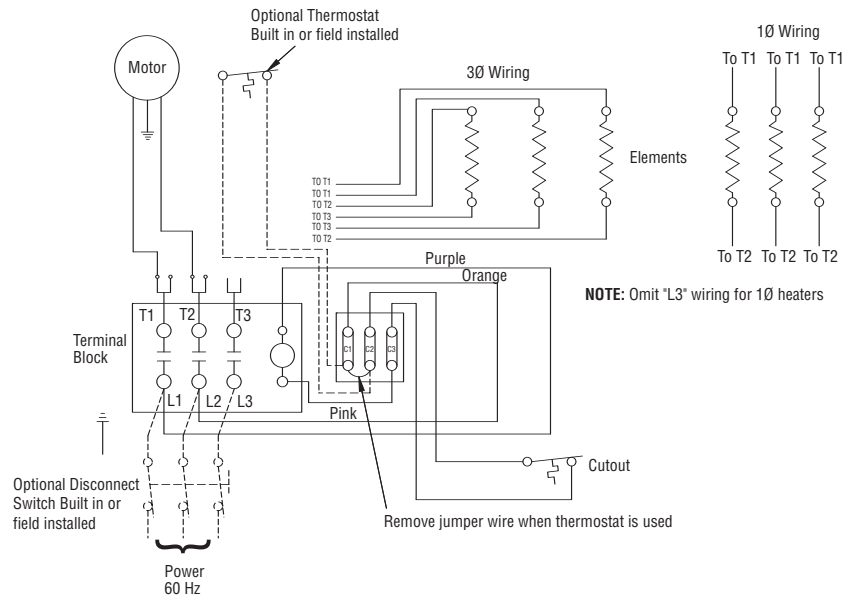 Optional Thermostat
Built in or field installed
Motor
3Ø Wiring
1Ø Wiring
To T1 To T1 To T1
Elements
TO T1
TO T1
TO T2
TO T3
TO T3
TO T2
To T2 To T2 To T2
NOTE: Omit "L3" wiring for 1Ø heaters
Purple
Orange
T1 T2 T3
Terminal
Block
C1 C2 C3
L1 L2 L3
Pink
Cutout
Optional Disconnect
Switch Built in or
field installed
Remove jumper wire when thermostat is used
Power
60 Hz